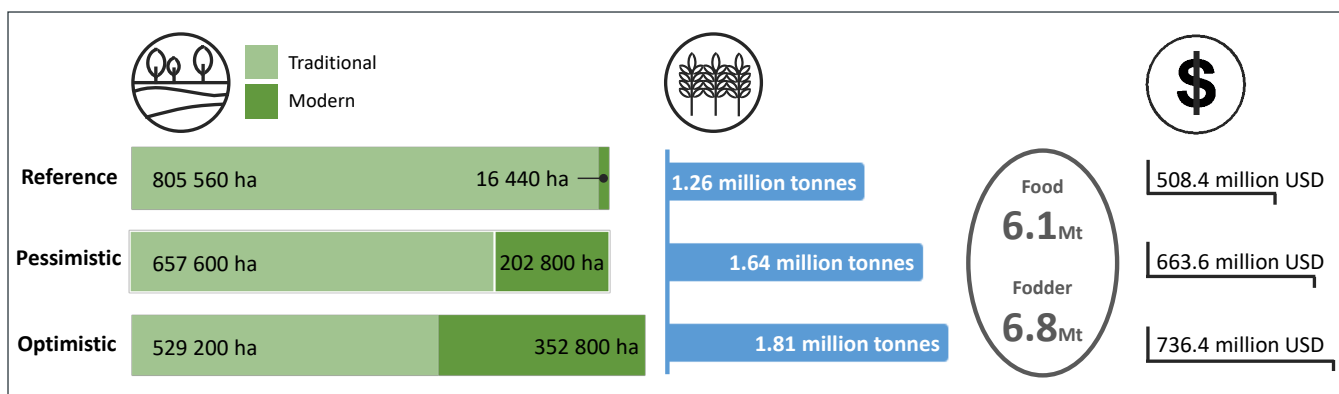 Traditional
Modern
$
Reference
805 560 ha
16 440 ha
1.26 million tonnes
508.4 million USD
Food
6.1Mt
Pessimistic
657 600 ha
202 800 ha
1.64 million tonnes
663.6 million USD
Fodder
6.8Mt
Optimistic
529 200 ha
352 800 ha
1.81 million tonnes
736.4 million USD